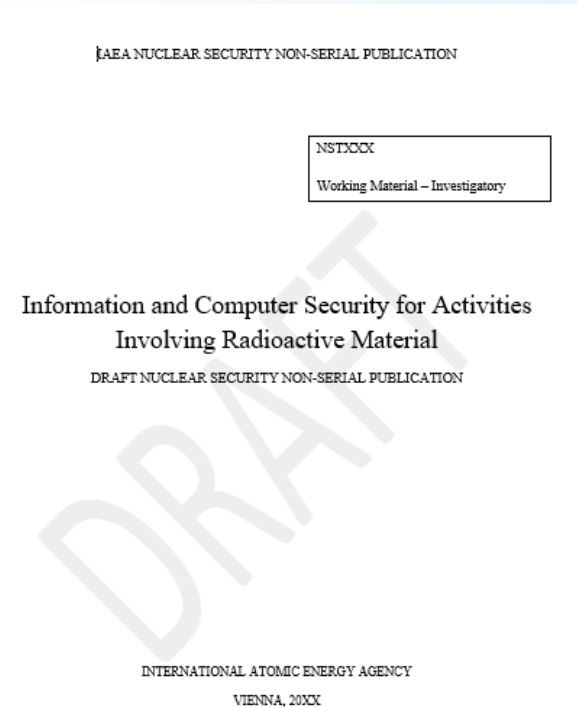 IAEA NUCLEAR SECURITY NON-SERIAL PUBLICATION
NSTXXX
Working Material – Investigatory
Information and Computer Security for Activities
Involving Radioactive Material
DRAFT NUCLEAR SECURITY NON-SERIAL PUBLICATION
DRAFT
INTERNATIONAL ATOMIC ENERGY AGENCY
VIENNA, 20XX